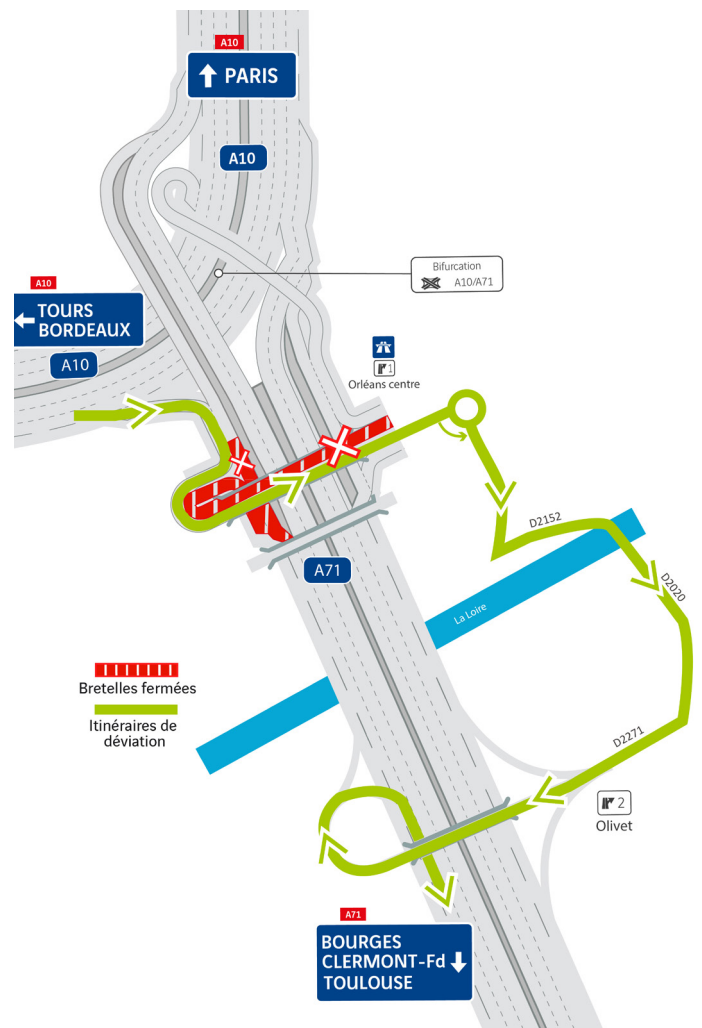 A10
PARIS
A10
Bifurcation
A10/A71
A10
TOURS
BORDEAUX
A10
1
Orléans centre
D2152
A71
D2020
La Loire
Bretelles fermées
Itinéraires de
déviation
D2271
2
Olivet
A71
BOURGES
CLERMONT-Fd
TOULOUSE